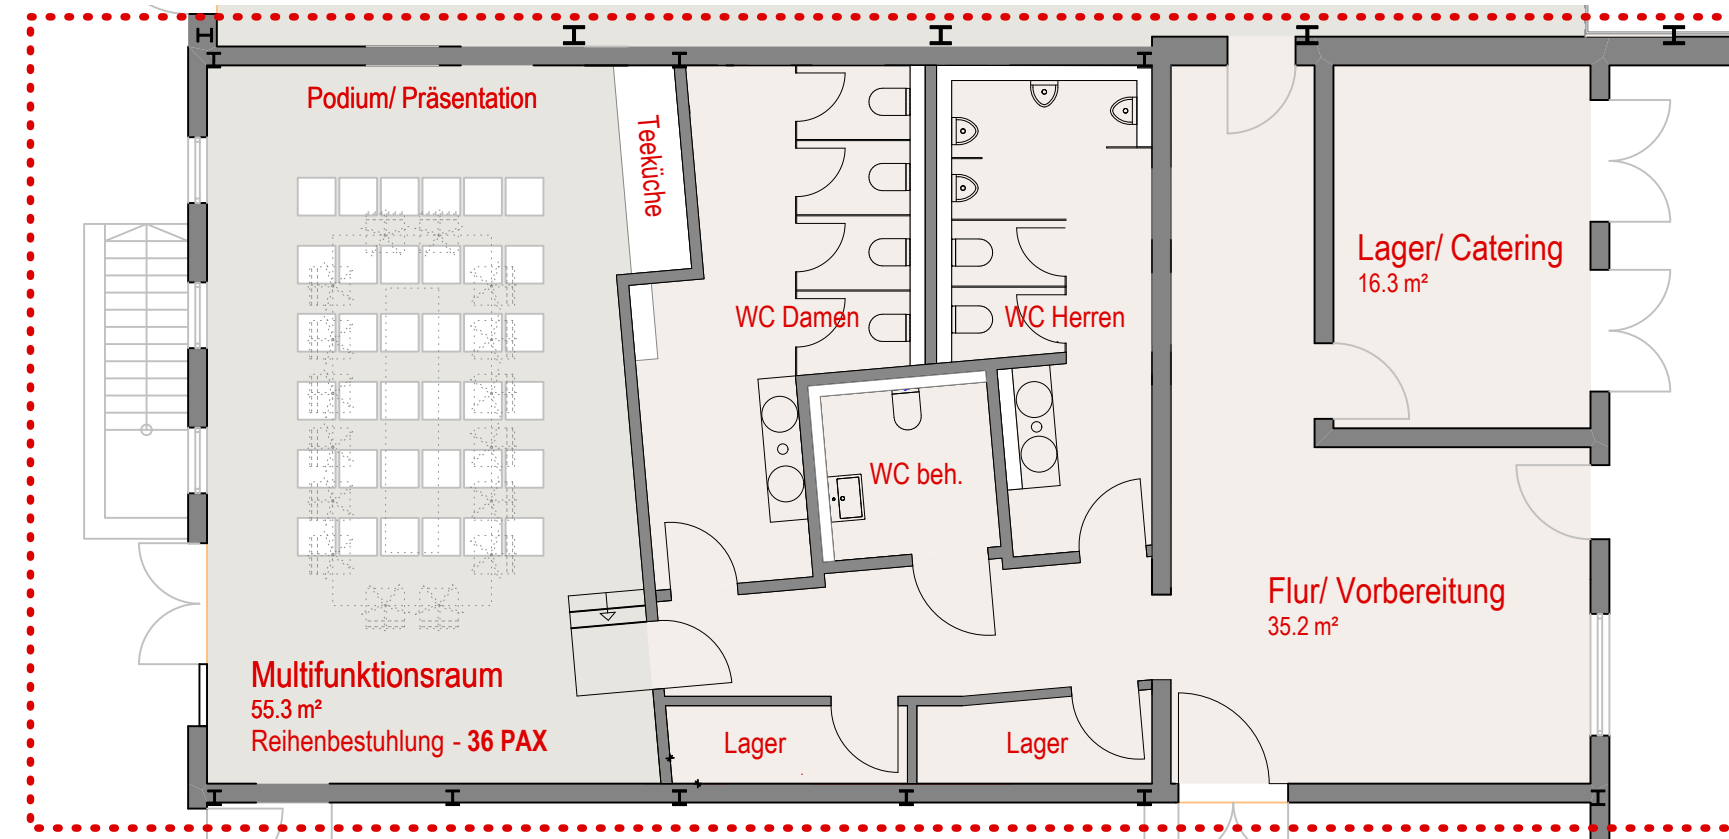 Podium/ Präsentation
Teeküche
Lager/ Catering
16.3 m²
WC Damen
WC Herren
WC beh.
Flur/ Vorbereitung
35.2 m²
Multifunktionsraum
55.3 m²
Reihenbestuhlung - 36 PAX
Lager
Lager